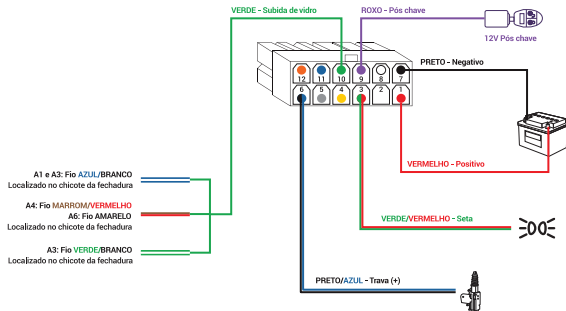 VERDE - Subida de vidro
ROXO - Pós chave
12V Pós chave
PRETO - Negativo
12 11 10 9 8 7
6 5 4 3 2 1
VERMELHO - Positivo
A1 e A3: Fio AZUL/BRANCO
Localizado no chicote da fechadura
A4: Fio MARROM/VERMELHO
A6: Fio AMARELO
Localizado no chicote da fechadura
A3: Fio VERDE/BRANCO
Localizado no chicote da fechadura
VERDE/VERMELHO - Seta
PRETO/AZUL - Trava (+)